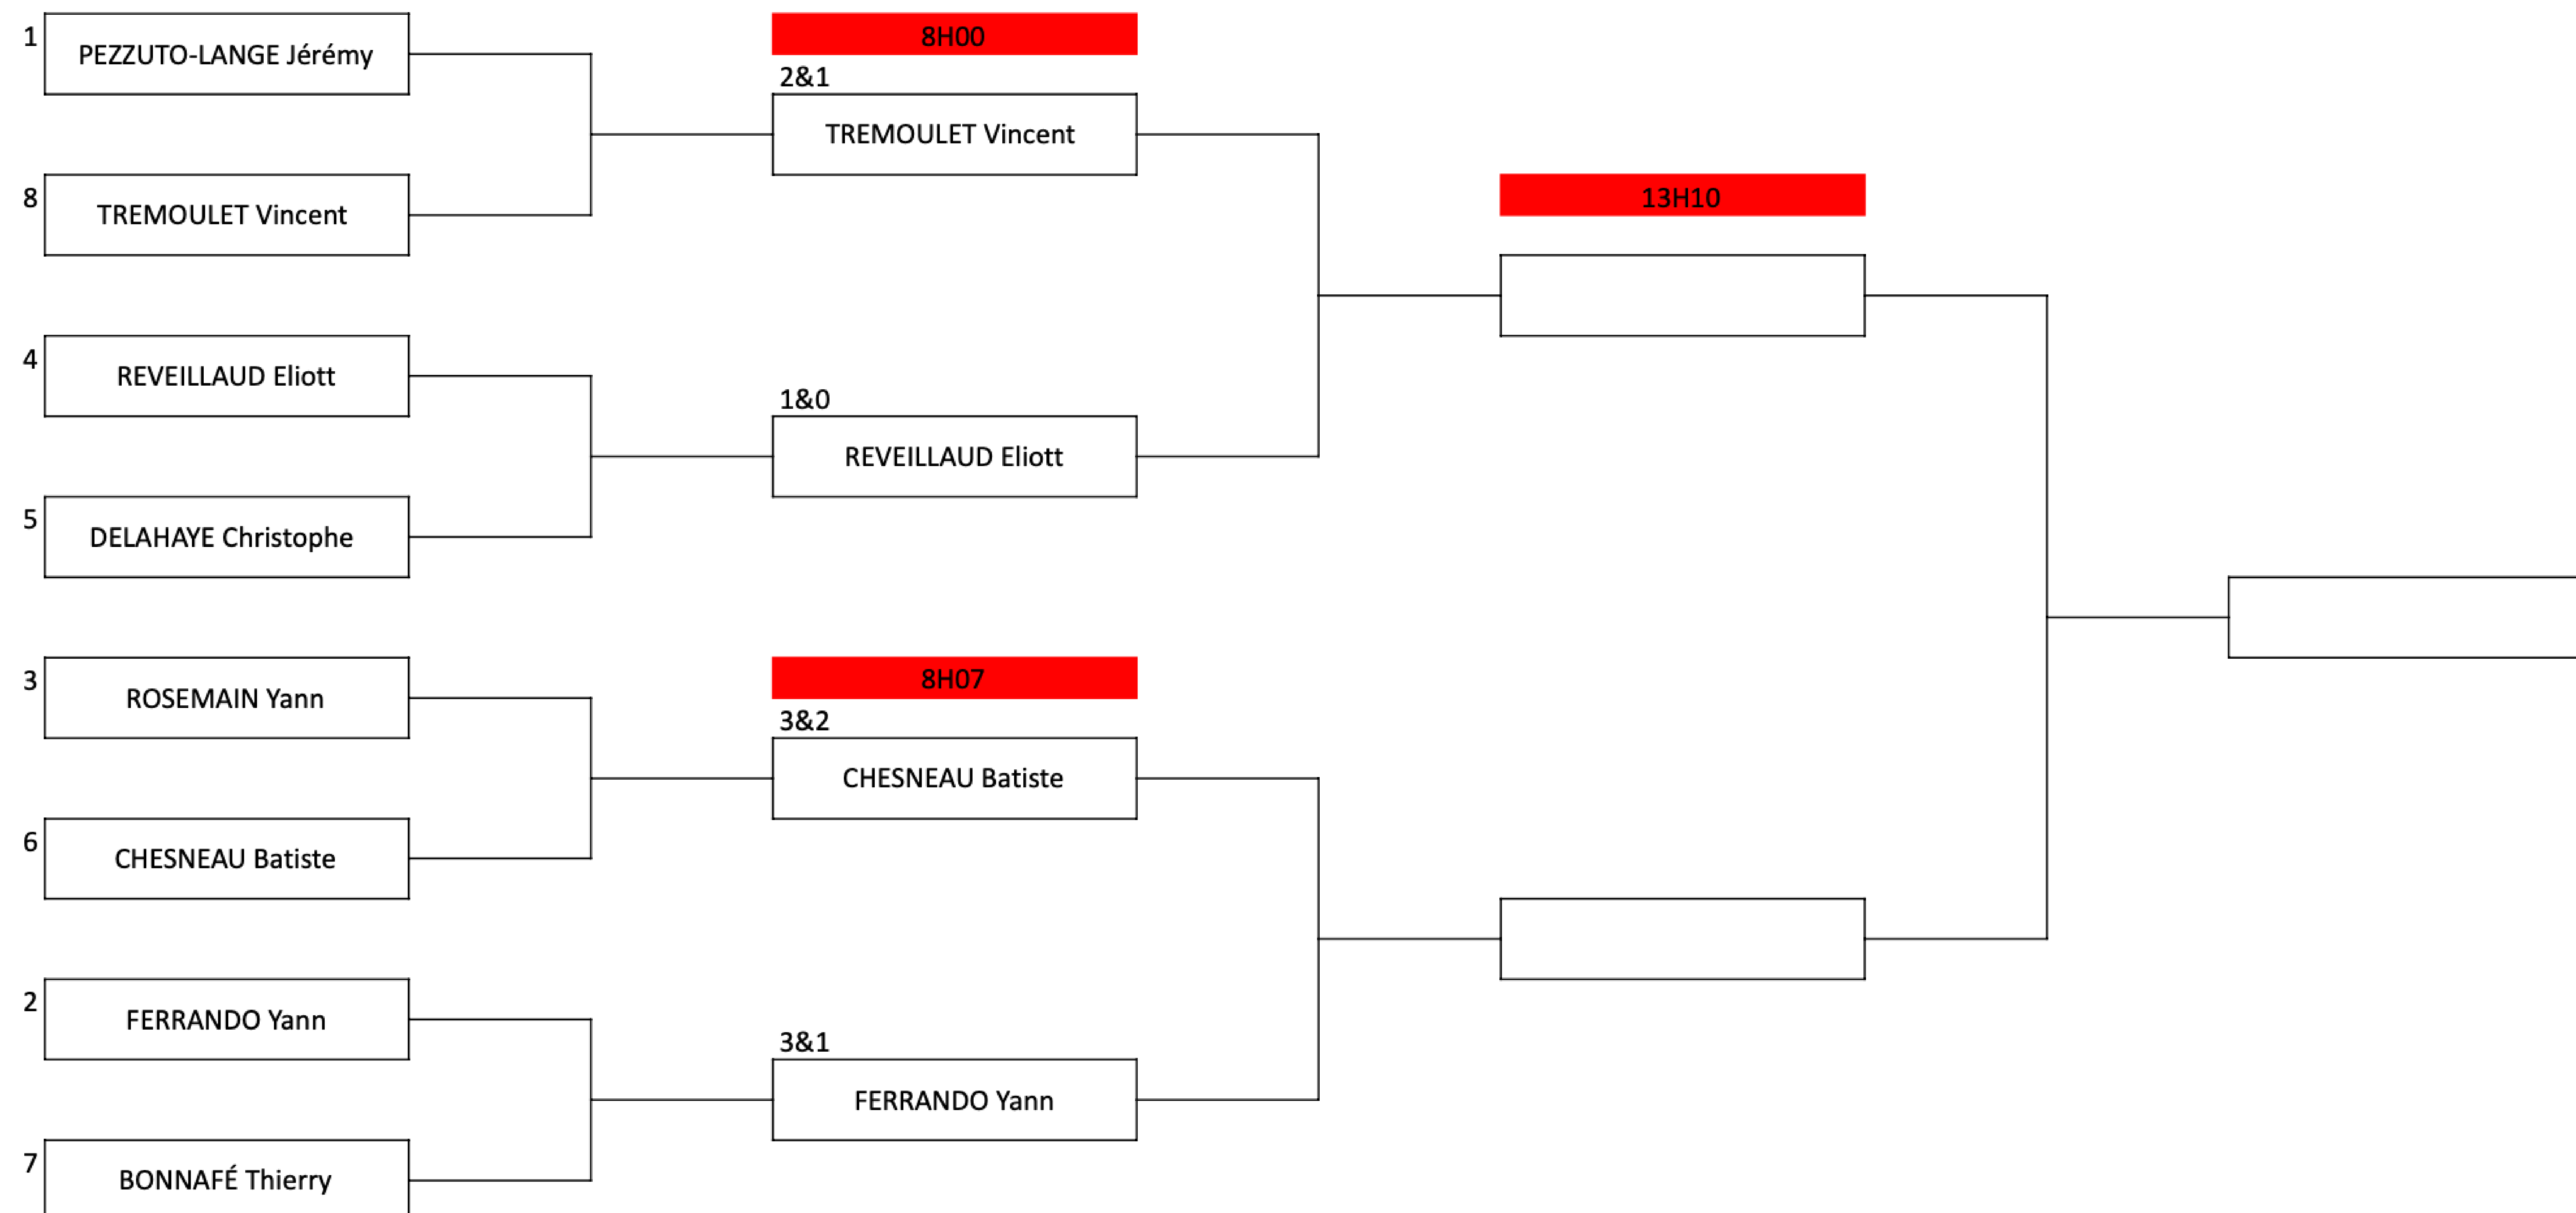 1
PEZZUTO-LANGE Jérémy
8
TREMOULET Vincent
4
REVEILLAUD Eliott
5
DELAHAYE Christophe
3
ROSEMAIN Yann
6
CHESNEAU Batiste
2
FERRANDO Yann
7
BONNAFÉ Thierry
8H00
2&1
TREMOULET Vincent
1&0
REVEILLAUD Eliott
8H07
3&2
CHESNEAU Batiste
3&1
FERRANDO Yann
13H10